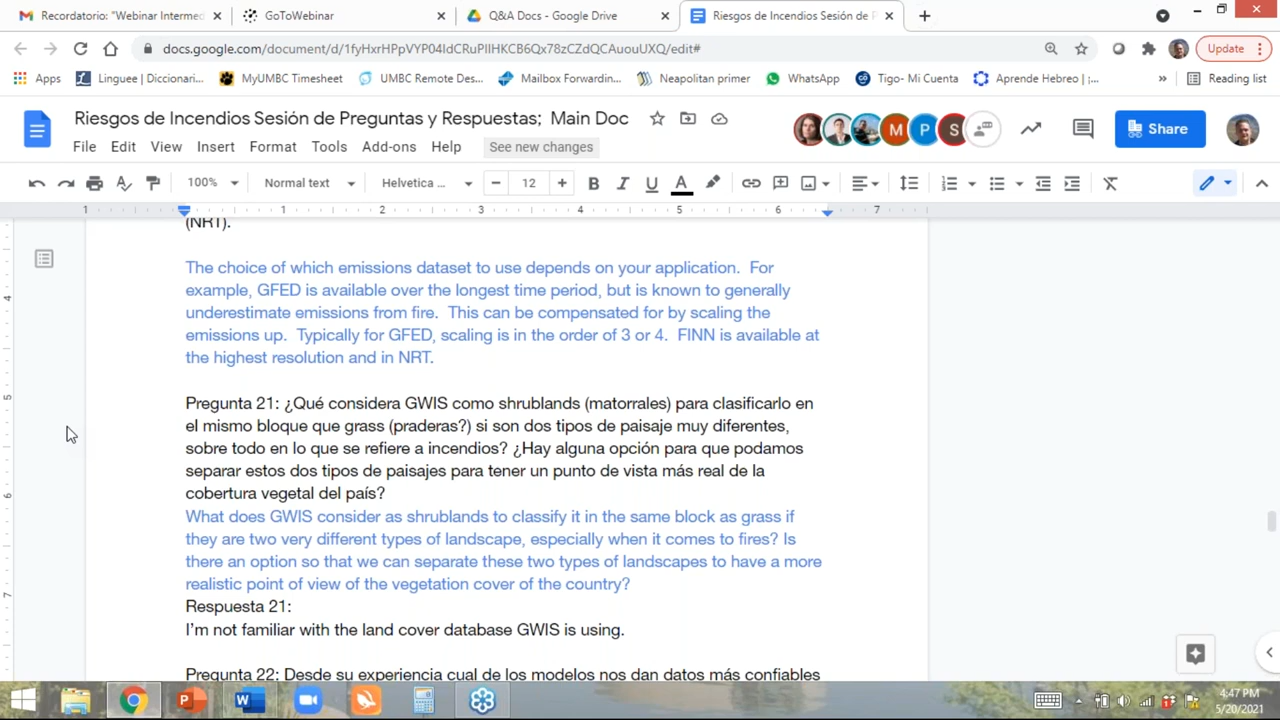 Recordatorio: "Webinar Intermed
GoToWebinar
Q&A Docs - Google Drive
Riesgos de Incendios Sesión de P
docs.google.com/document/d/1fyHxrHPpVYP04IdCRuPIIHKCB6Qx78zCZdQCAuouUXQ/edit#
Update
Apps
Linguee | Diccionari...
MyUMBC Timesheet
UMBC Remote Des...
Mailbox Forwardin...
Neapolitan primer
WhatsApp
Tigo- Mi Cuenta
Aprende Hebreo | ¡...
»
Reading list
Riesgos de Incendios Sesión de Preguntas y Respuestas; Main Doc
M
P
S
Share
File Edit View Insert Format Tools Add-ons Help See new changes
100% Normal text Helvetica ... 12 B I U A
1 1 2 3 4 5 6 7
(NRT).
The choice of which emissions dataset to use depends on your application. For
example, GFED is available over the longest time period, but is known to generally
4
underestimate emissions from fire. This can be compensated for by scaling the
emissions up. Typically for GFED, scaling is in the order of 3 or 4. FINN is available at
the highest resolution and in NRT.
5
Pregunta 21: ¿Qué considera GWIS como shrublands (matorrales) para clasificarlo en
el mismo bloque que grass (praderas?) si son dos tipos de paisaje muy diferentes,
sobre todo en lo que se refiere a incendios? ¿Hay alguna opción para que podamos
separar estos dos tipos de paisajes para tener un punto de vista más real de la
6
cobertura vegetal del país?
What does GWIS consider as shrublands to classify it in the same block as grass if
they are two very different types of landscape, especially when it comes to fires? Is
there an option so that we can separate these two types of landscapes to have a more
realistic point of view of the vegetation cover of the country?
7
Respuesta 21:
I'm not familiar with the land cover database GWIS is using.
Pregunta 22: Desde su experiencia cual de los modelos nos dan datos más confiables
4:47 PM
5/20/2021